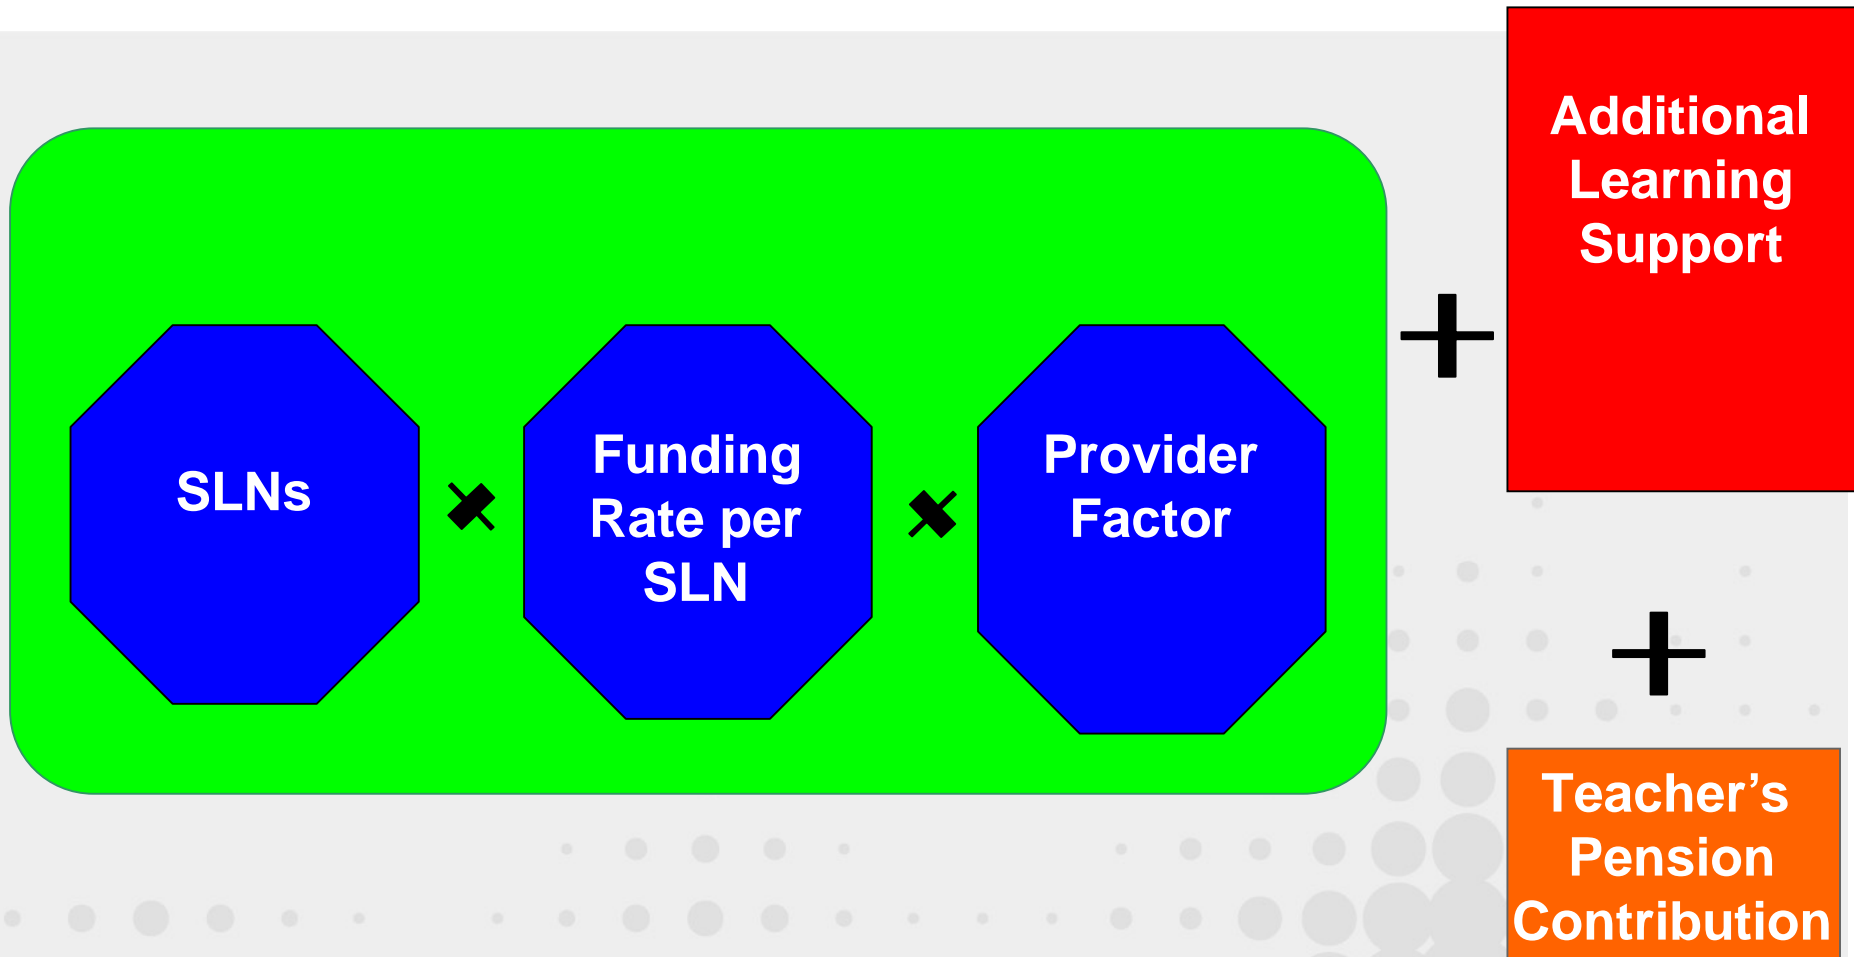 SLNs
Funding
Rate per
SLN
Provider
Factor
Additional
Learning
Support
Teacher’s
Pension
Contribution